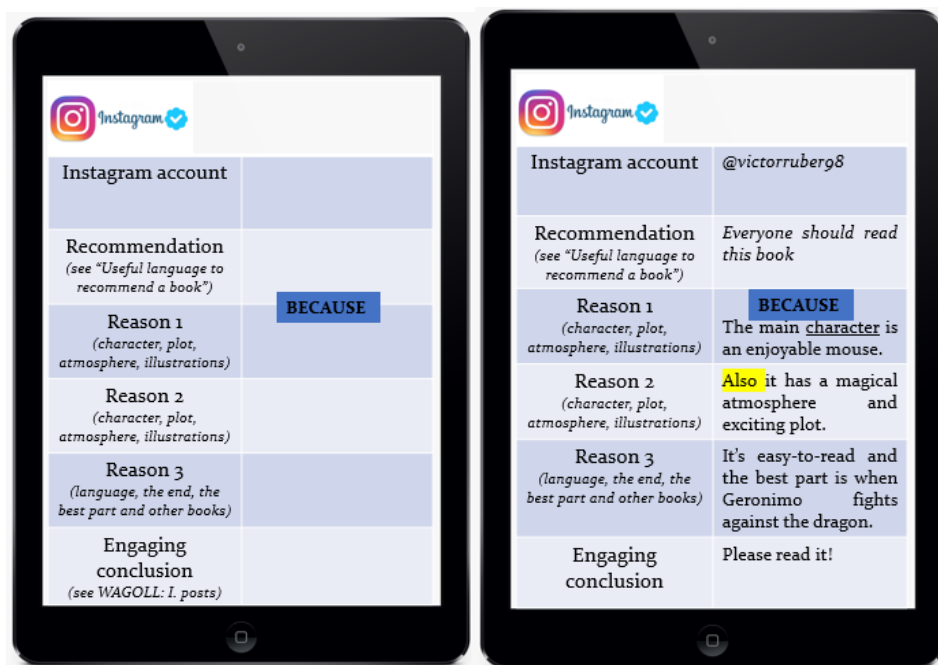 Instagram
Instagram account
Recommendation
(see “Useful language to
recommend a book”)
BECAUSE
Reason 1
(character, plot,
atmosphere, illustrations)
Reason 2
(character, plot,
atmosphere, illustrations)
Reason 3
(language, the end, the
best part and other books)
Engaging
conclusion
(see WAGOLL: I. posts)
Instagram
Instagram account
@victorruber98
Recommendation
(see “Useful language to
recommend a book”)
Everyone should read
this book
Reason 1
(character, plot,
atmosphere, illustrations)
BECAUSE
The main character is
an enjoyable mouse.
Reason 2
(character, plot,
atmosphere, illustrations)
Also it has a magical
atmosphere and
exciting plot.
Reason 3
(language, the end, the
best part and other books)
It’s easy-to-read and
the best part is when
Geronimo fights
against the dragon.
Engaging
conclusion
Please read it!